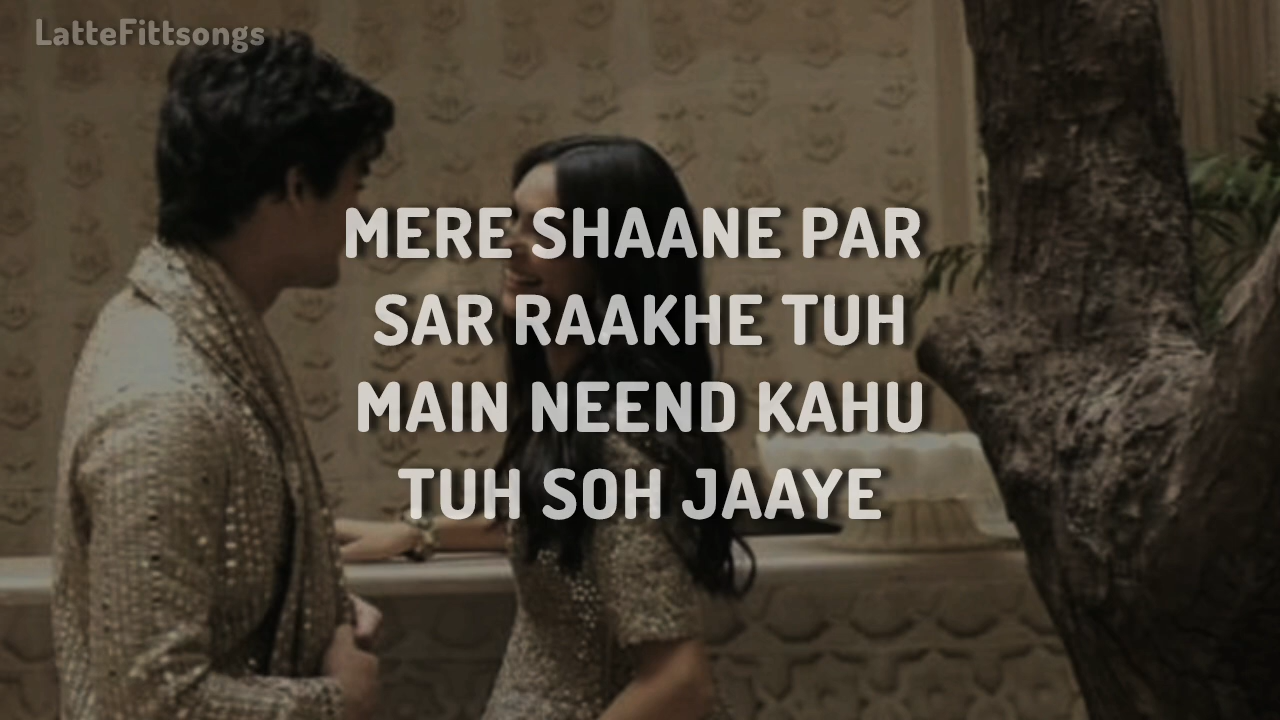 LatteFittsongs
MERE SHAANE PAR
SAR RAAKHE TUH
MAIN NEEND KAHU
TUH SOH JAAYE